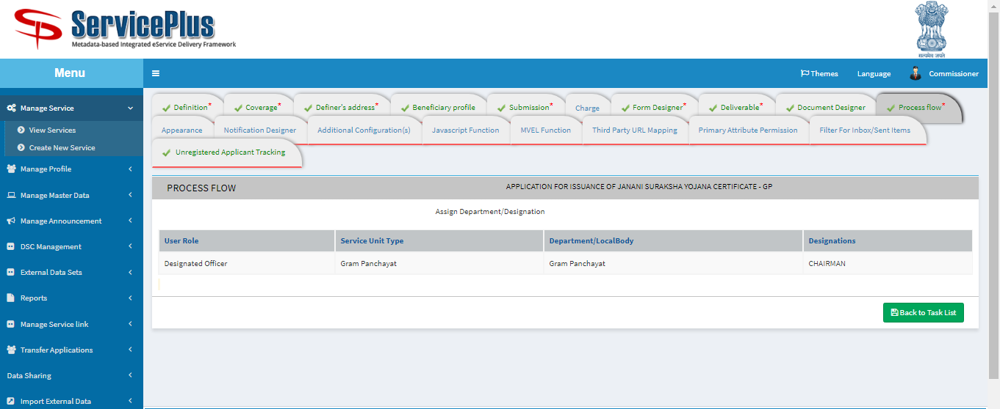 ServicePlus
Metadata-based Integrated eService Delivery Framework
सत्यमेव जयते
Menu
Themes Language Commissioner
Manage Service
View Services
Create New Service
Manage Profile
Manage Master Data
Manage Announcement
DSC Management
External Data Sets
Reports
Manage Service link
Transfer Applications
Data Sharing
Import External Data
Definition* Coverage* Definer's address* Beneficiary profile Submission* Charge Form Designer* Deliverable* Document Designer Process flow*
Appearance Notification Designer Additional Configuration(s) Javascript Function MVEL Function Third Party URL Mapping Primary Attribute Permission Filter For Inbox/Sent Items
Unregistered Applicant Tracking
PROCESS FLOW APPLICATION FOR ISSUANCE OF JANANI SURAKSHA YOJANA CERTIFICATE - GP
Assign Department/Designation
User Role Service Unit Type Department/LocalBody Designations
Designated Officer Gram Panchayat Gram Panchayat CHAIRMAN
Back to Task List